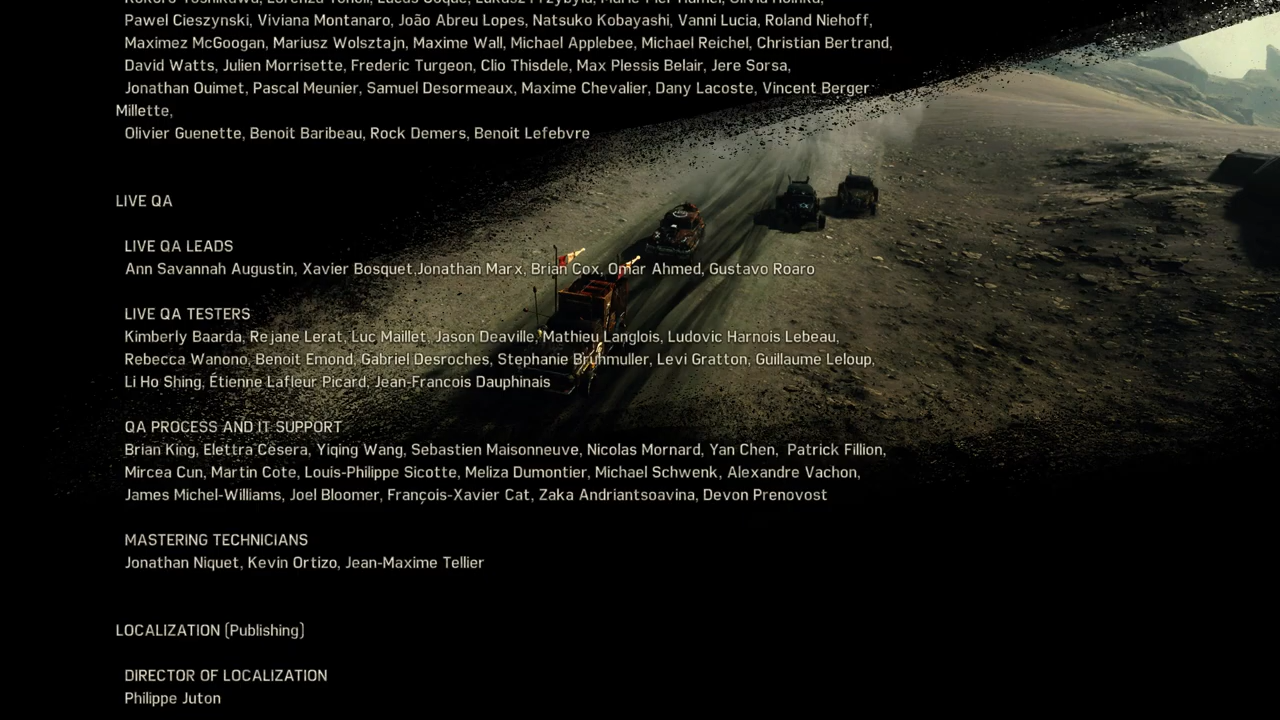 Pawel Cieszynski, Viviana Montanaro, João Abreu Lopes, Natsuko Kobayashi, Vanni Lucia, Roland Niehoff,
Maximez McGoogan, Mariusz Wolsztajn, Maxime Wall, Michael Applebee, Michael Reichel, Christian Bertrand,
David Watts, Julien Morrisette, Frederic Turgeon, Clio Thisdele, Max Plessis Belair, Jere Sorsa,
Jonathan Ouimet, Pascal Meunier, Samuel Desormeaux, Maxime Chevalier, Dany Lacoste, Vincent Berger-
Millette,
Olivier Guenette, Benoit Baribeau, Rock Demers, Benoit Lefebvre
LIVE QA
LIVE QA LEADS
Ann Savannah Augustin, Xavier Bosquet,Jonathan Marx, Brian Cox, Omar Ahmed, Gustavo Roaro
LIVE QA TESTERS
Kimberly Baarda, Rejane Lerat, Luc Maillet, Jason Deaville, Mathieu Langlois, Ludovic Harnois Lebeau,
Rebecca Wanono, Benoit Emond, Gabriel Desroches, Stephanie Bruhmuller, Levi Gratton, Guillaume Leloup,
Li Ho Shing, Étienne Lafleur Picard, Jean-Francois Dauphinais
QA PROCESS AND IT SUPPORT
Brian King, Elettra Cesera, Yiqing Wang, Sebastien Maisonneuve, Nicolas Mornard, Yan Chen, Patrick Fillion,
Mircea Cun, Martin Cote, Louis-Philippe Sicotte, Meliza Dumontier, Michael Schwenk, Alexandre Vachon,
James Michel-Williams, Joel Bloomer, François-Xavier Cat, Zaka Andriantsoavina, Devon Prenovost
MASTERING TECHNICIANS
Jonathan Niquet, Kevin Ortizo, Jean-Maxime Tellier
LOCALIZATION (Publishing)
DIRECTOR OF LOCALIZATION
Philippe Juton